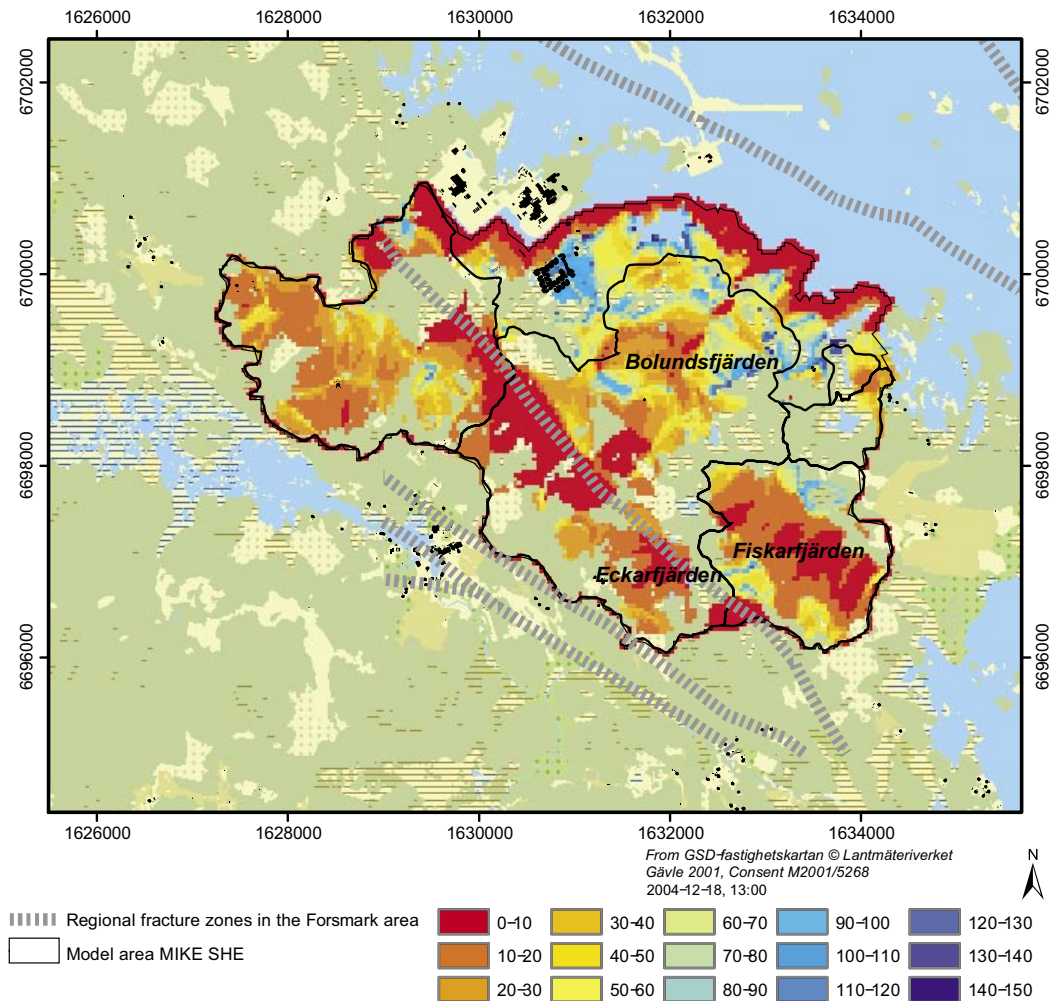 1626000 1628000 1630000 1632000 1634000
6702000 6702000
6700000 6700000
Bolundsfjärden
6698000 6698000
Fiskarfjärden
Eckarfjärden
6696000 6696000
1626000 1628000 1630000 1632000 1634000
From GSD-fastighetskartan © Lantmäteriverket
Gävle 2001, Consent M2001/5268
2004-12-18, 13:00
N
Regional fracture zones in the Forsmark area
Model area MIKE SHE
0-10 30-40 60-70 90-100 120-130
10-20 40-50 70-80 100-110 130-140
20-30 50-60 80-90 110-120 140-150